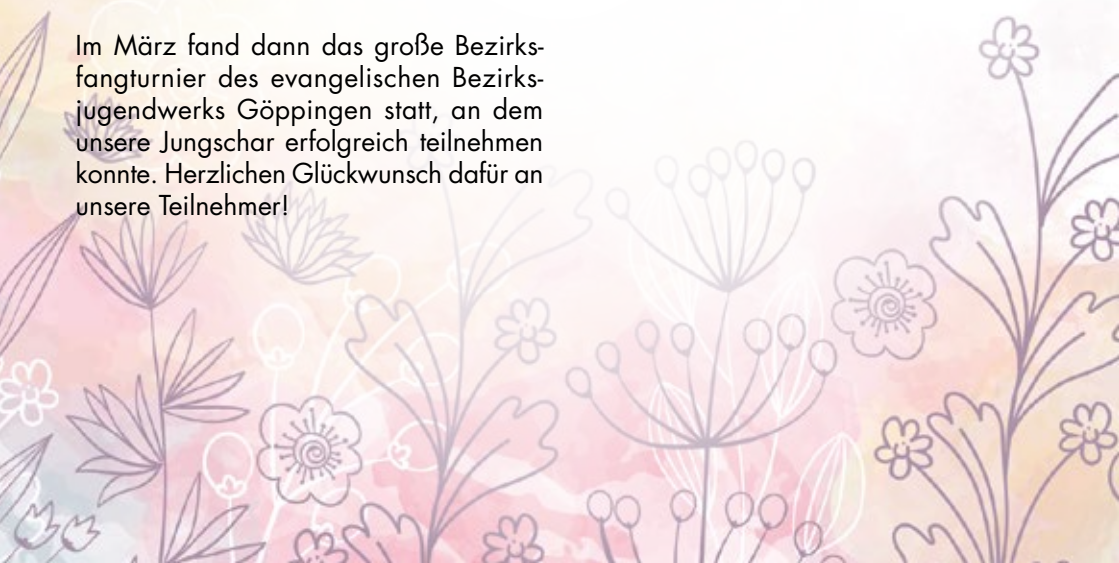 Im März fand dann das große Bezirks-
fangturnier des evangelischen Bezirks-
jugendwerks Göppingen statt, an dem
unsere Jungschar erfolgreich teilnehmen
konnte. Herzlichen Glückwunsch dafür an
unsere Teilnehmer!